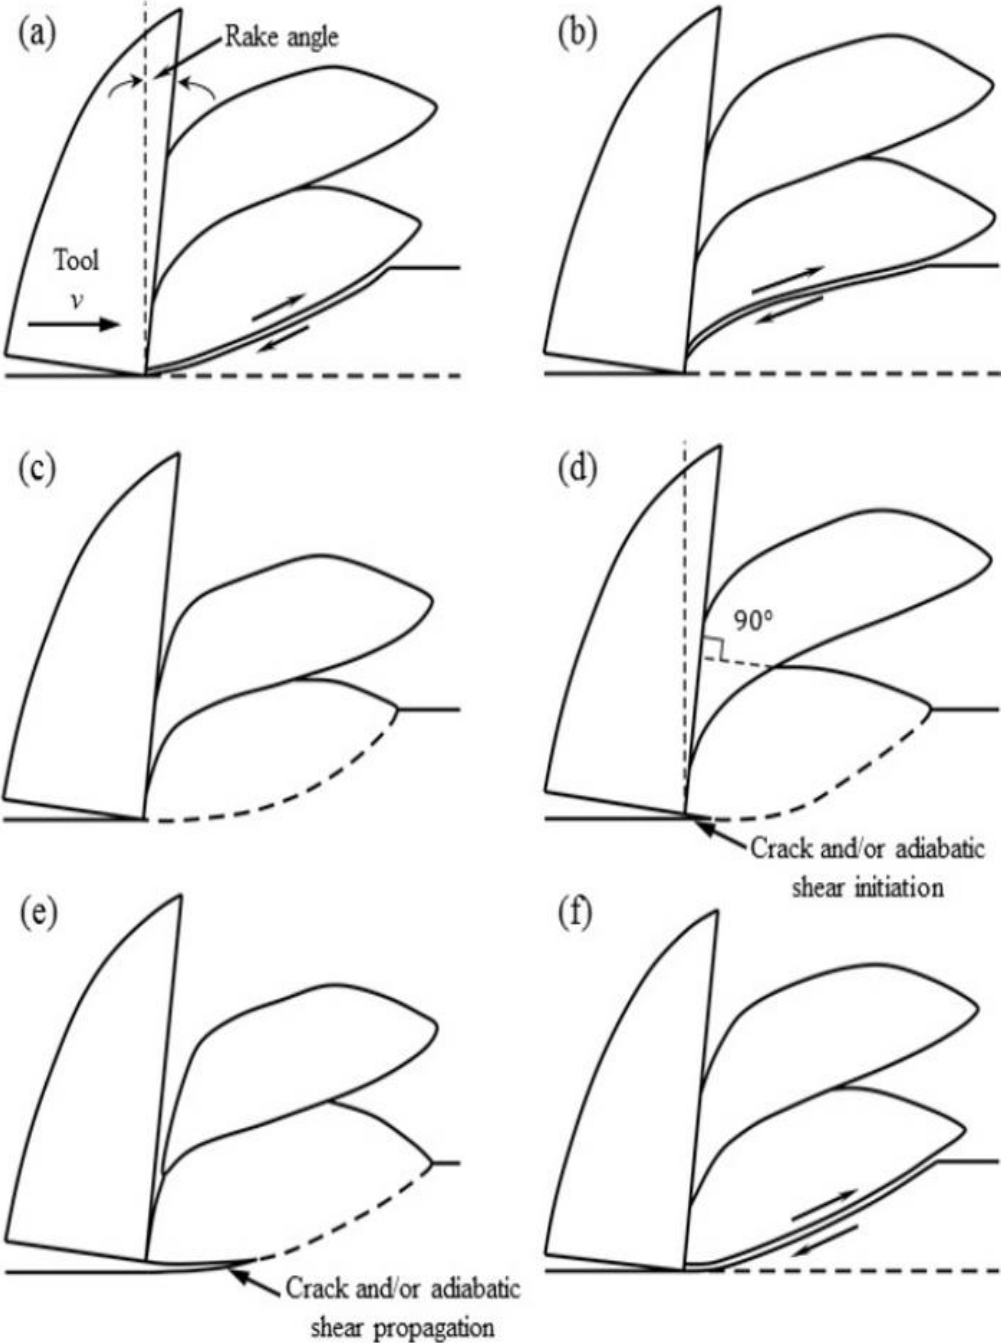 (a)
Rake angle
Tool
v
(b)
(c)
(d)
90°
Crack and/or adiabatic
shear initiation
(e)
Crack and/or adiabatic
shear propagation
(f)